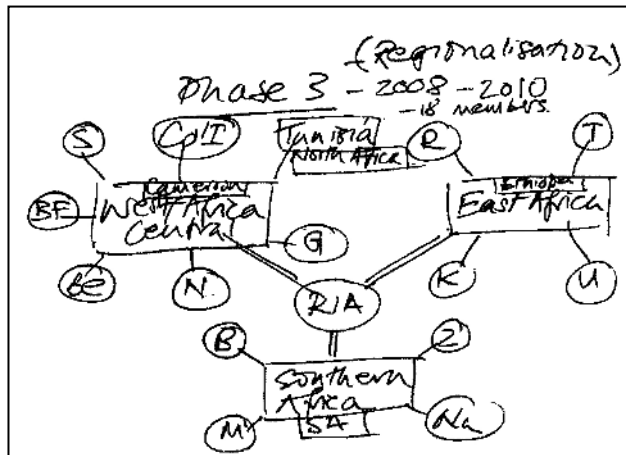 (Regionalisation)
Phase 3 - 2008 - 2010
- 18 members.
S
Cd'I
Tunisia
North Africa
R
T
Cameroon
Ethiopia
BF
West Africa
Central
East Africa
G
Be
N.
K
U
RIA
B
Z
Southern
Africa
SA
M
Na